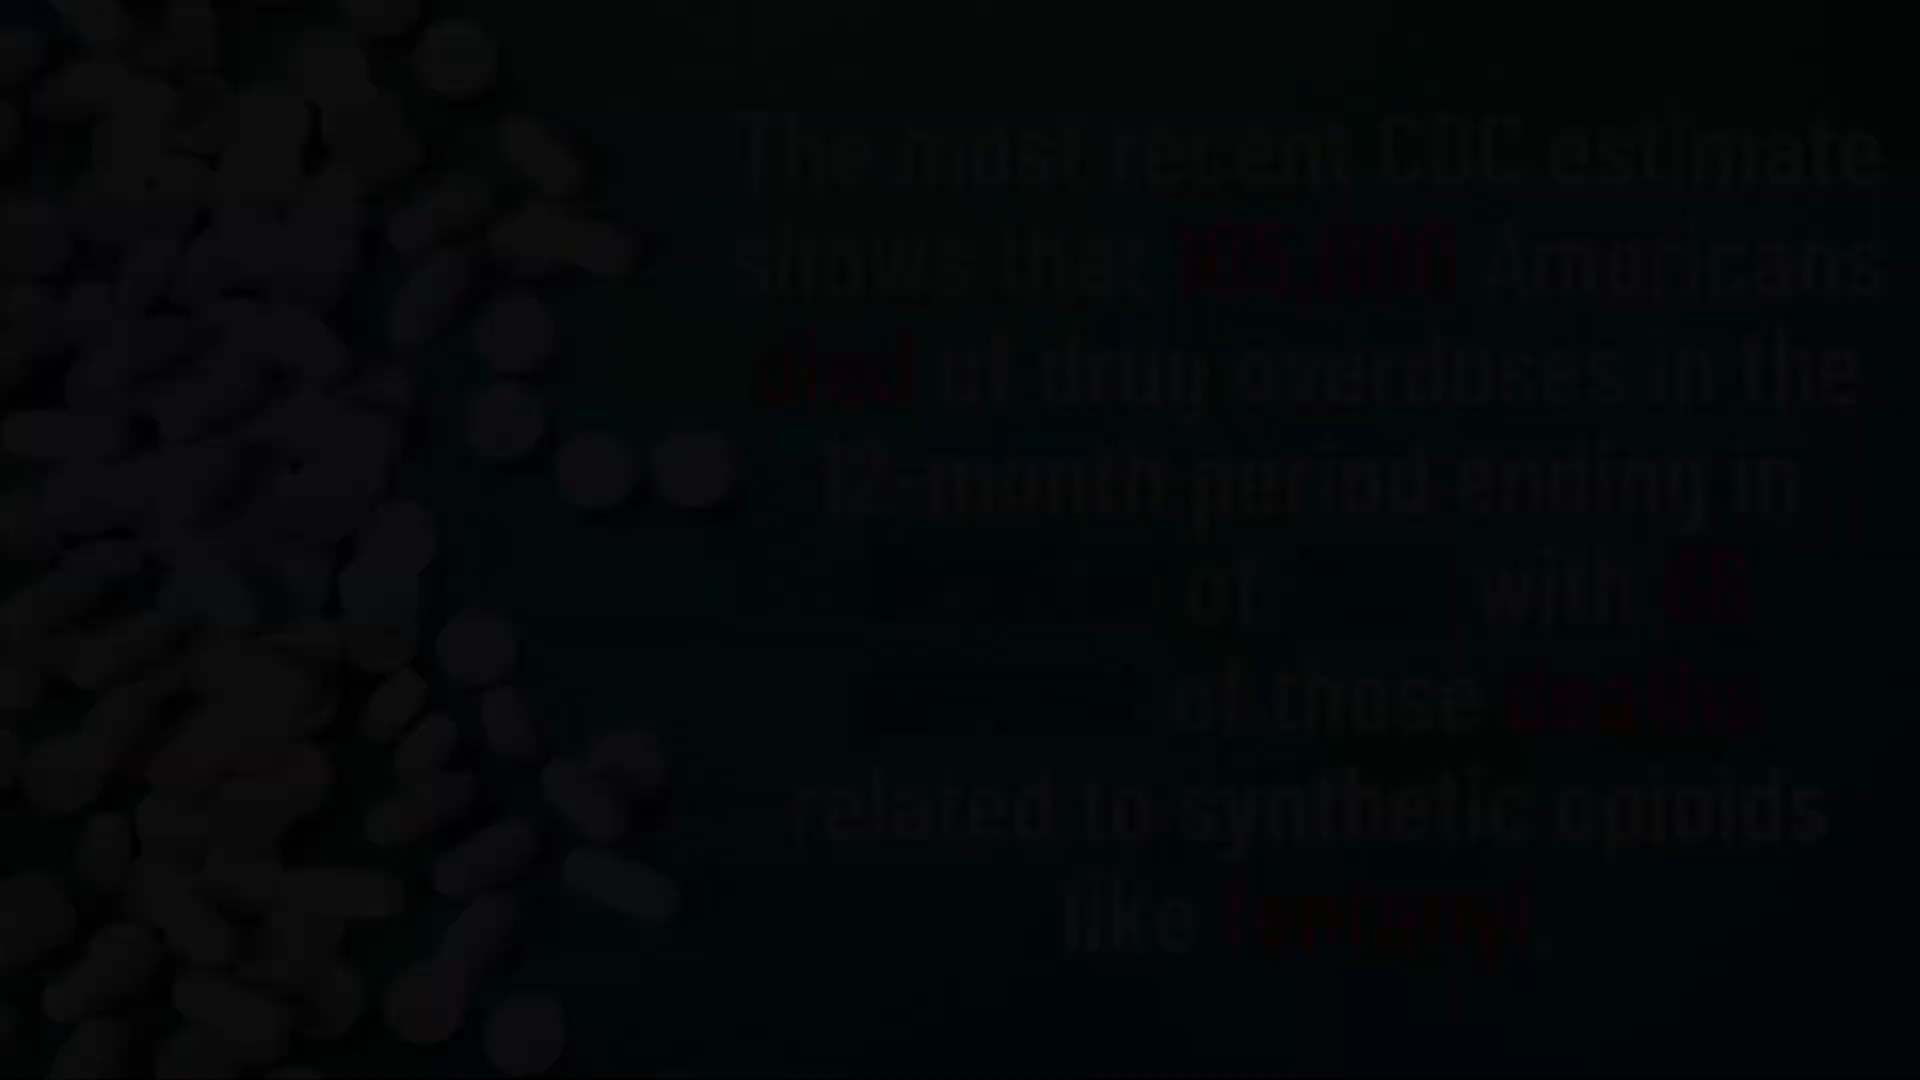 The most recent CDC estimate
shows that 105,000 Americans
died of drug overdoses in the
12-month period ending in
of with 66
of those deaths
related to synthetic opioids
like fentanyl